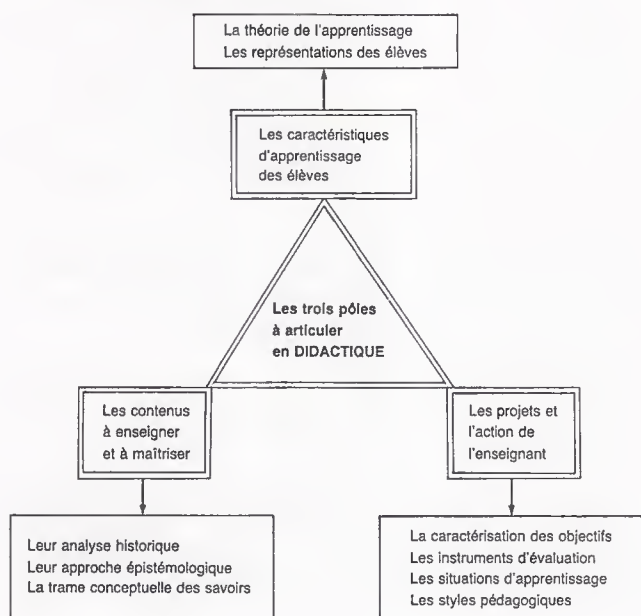 La théorie de l'apprentissage
Les représentations des élèves
Les caractéristiques
d'apprentissage
des élèves
Les trois pôles
à articuler
en DIDACTIQUE
Les contenus
à enseigner
et à maîtriser
Les projets et
l'action de
l'enseignant
Leur analyse historique
Leur approche épistémologique
La trame conceptuelle des savoirs
La caractérisation des objectifs
Les instruments d'évaluation
Les situations d'apprentissage
Les styles pédagogiques